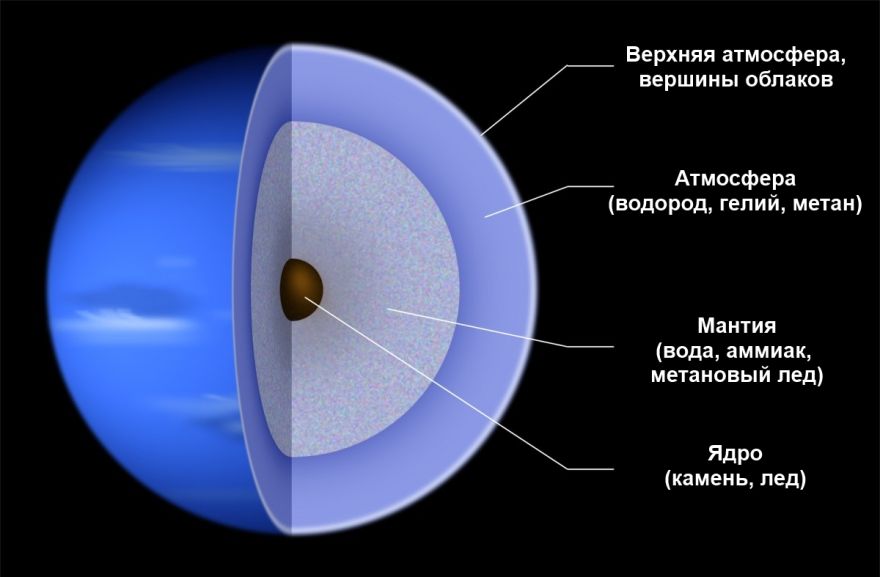 Верхняя атмосфера,
вершины облаков
Атмосфера
(водород, гелий, метан)
Мантия
(вода, аммиак,
метановый лед)
Ядро
(камень, лед)